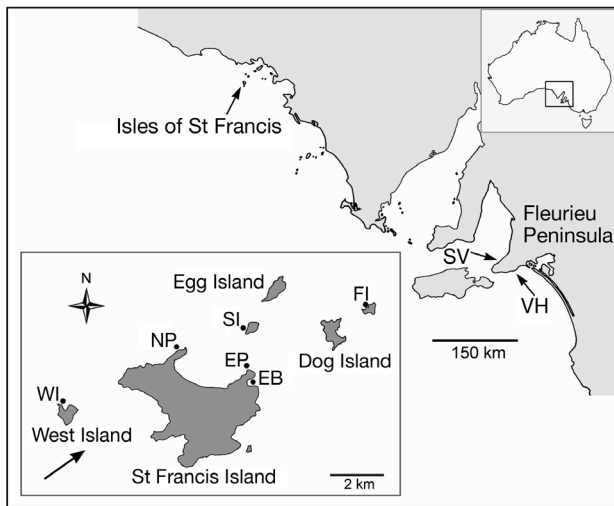 Isles of St Francis
Fleurieu
Peninsula
SV
VH
150 km
N
Egg Island
FI
SI
NP
Dog Island
EP
EB
WI
West Island
St Francis Island
2 km